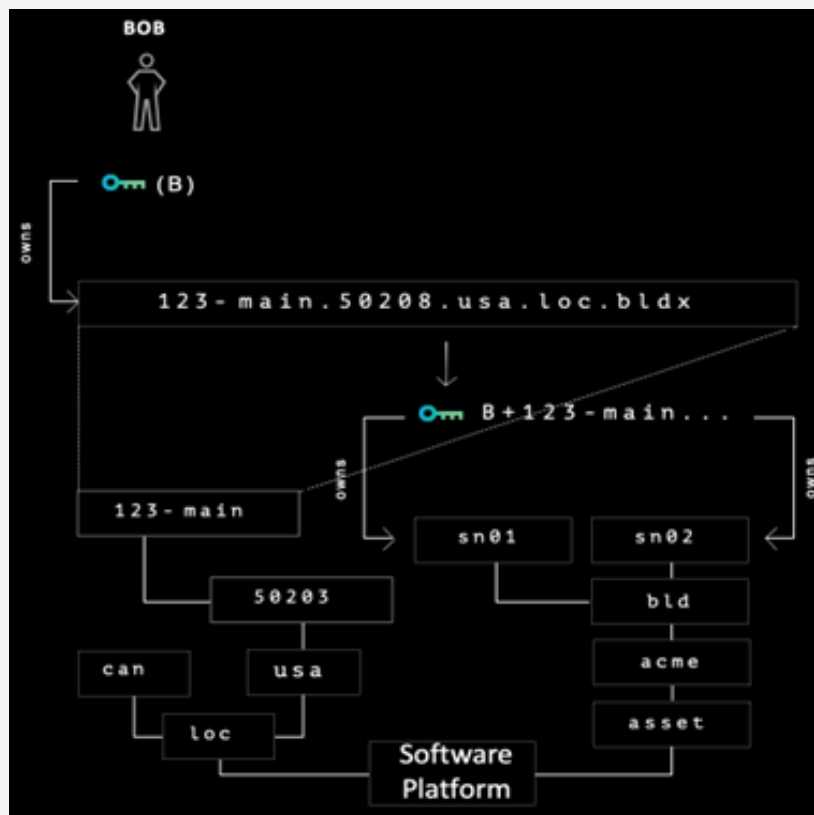 BOB
(B)
owns
123-main.50208.usa.loc.bldx
B+123-main...
owns
owns
123-main
sn01
sn02
50203
bld
can
usa
acme
loc
asset
Software
Platform